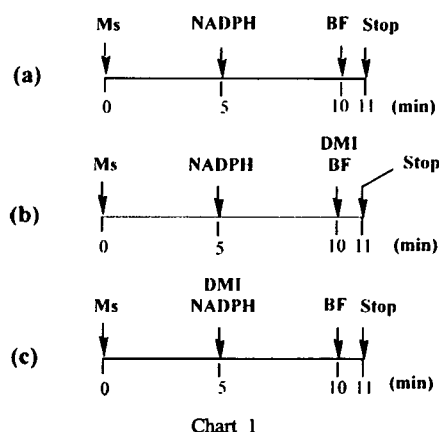 Ms NADPH BF Stop
(a)
0 5 10 11 (min)
DMI
Ms NADPH BF Stop
(b)
0 5 10 11 (min)
DMI
Ms NADPH BF Stop
(c)
0 5 10 11 (min)
Chart 1